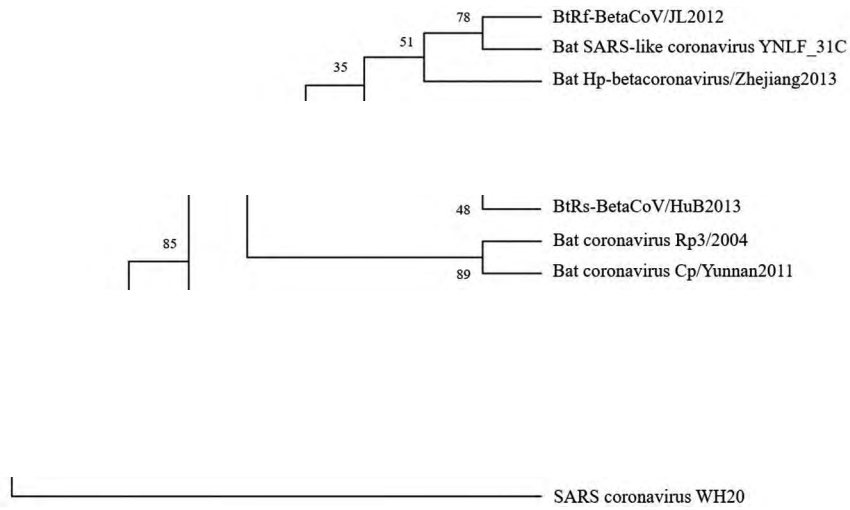 78
BtRf-BetaCoV/JL2012
51
Bat SARS-like coronavirus YNLF_31C
35
Bat Hp-betacoronavirus/Zhejiang2013
48
BtRs-BetaCoV/HuB2013
85
Bat coronavirus Rp3/2004
89
Bat coronavirus Cp/Yunnan2011
SARS coronavirus WH20